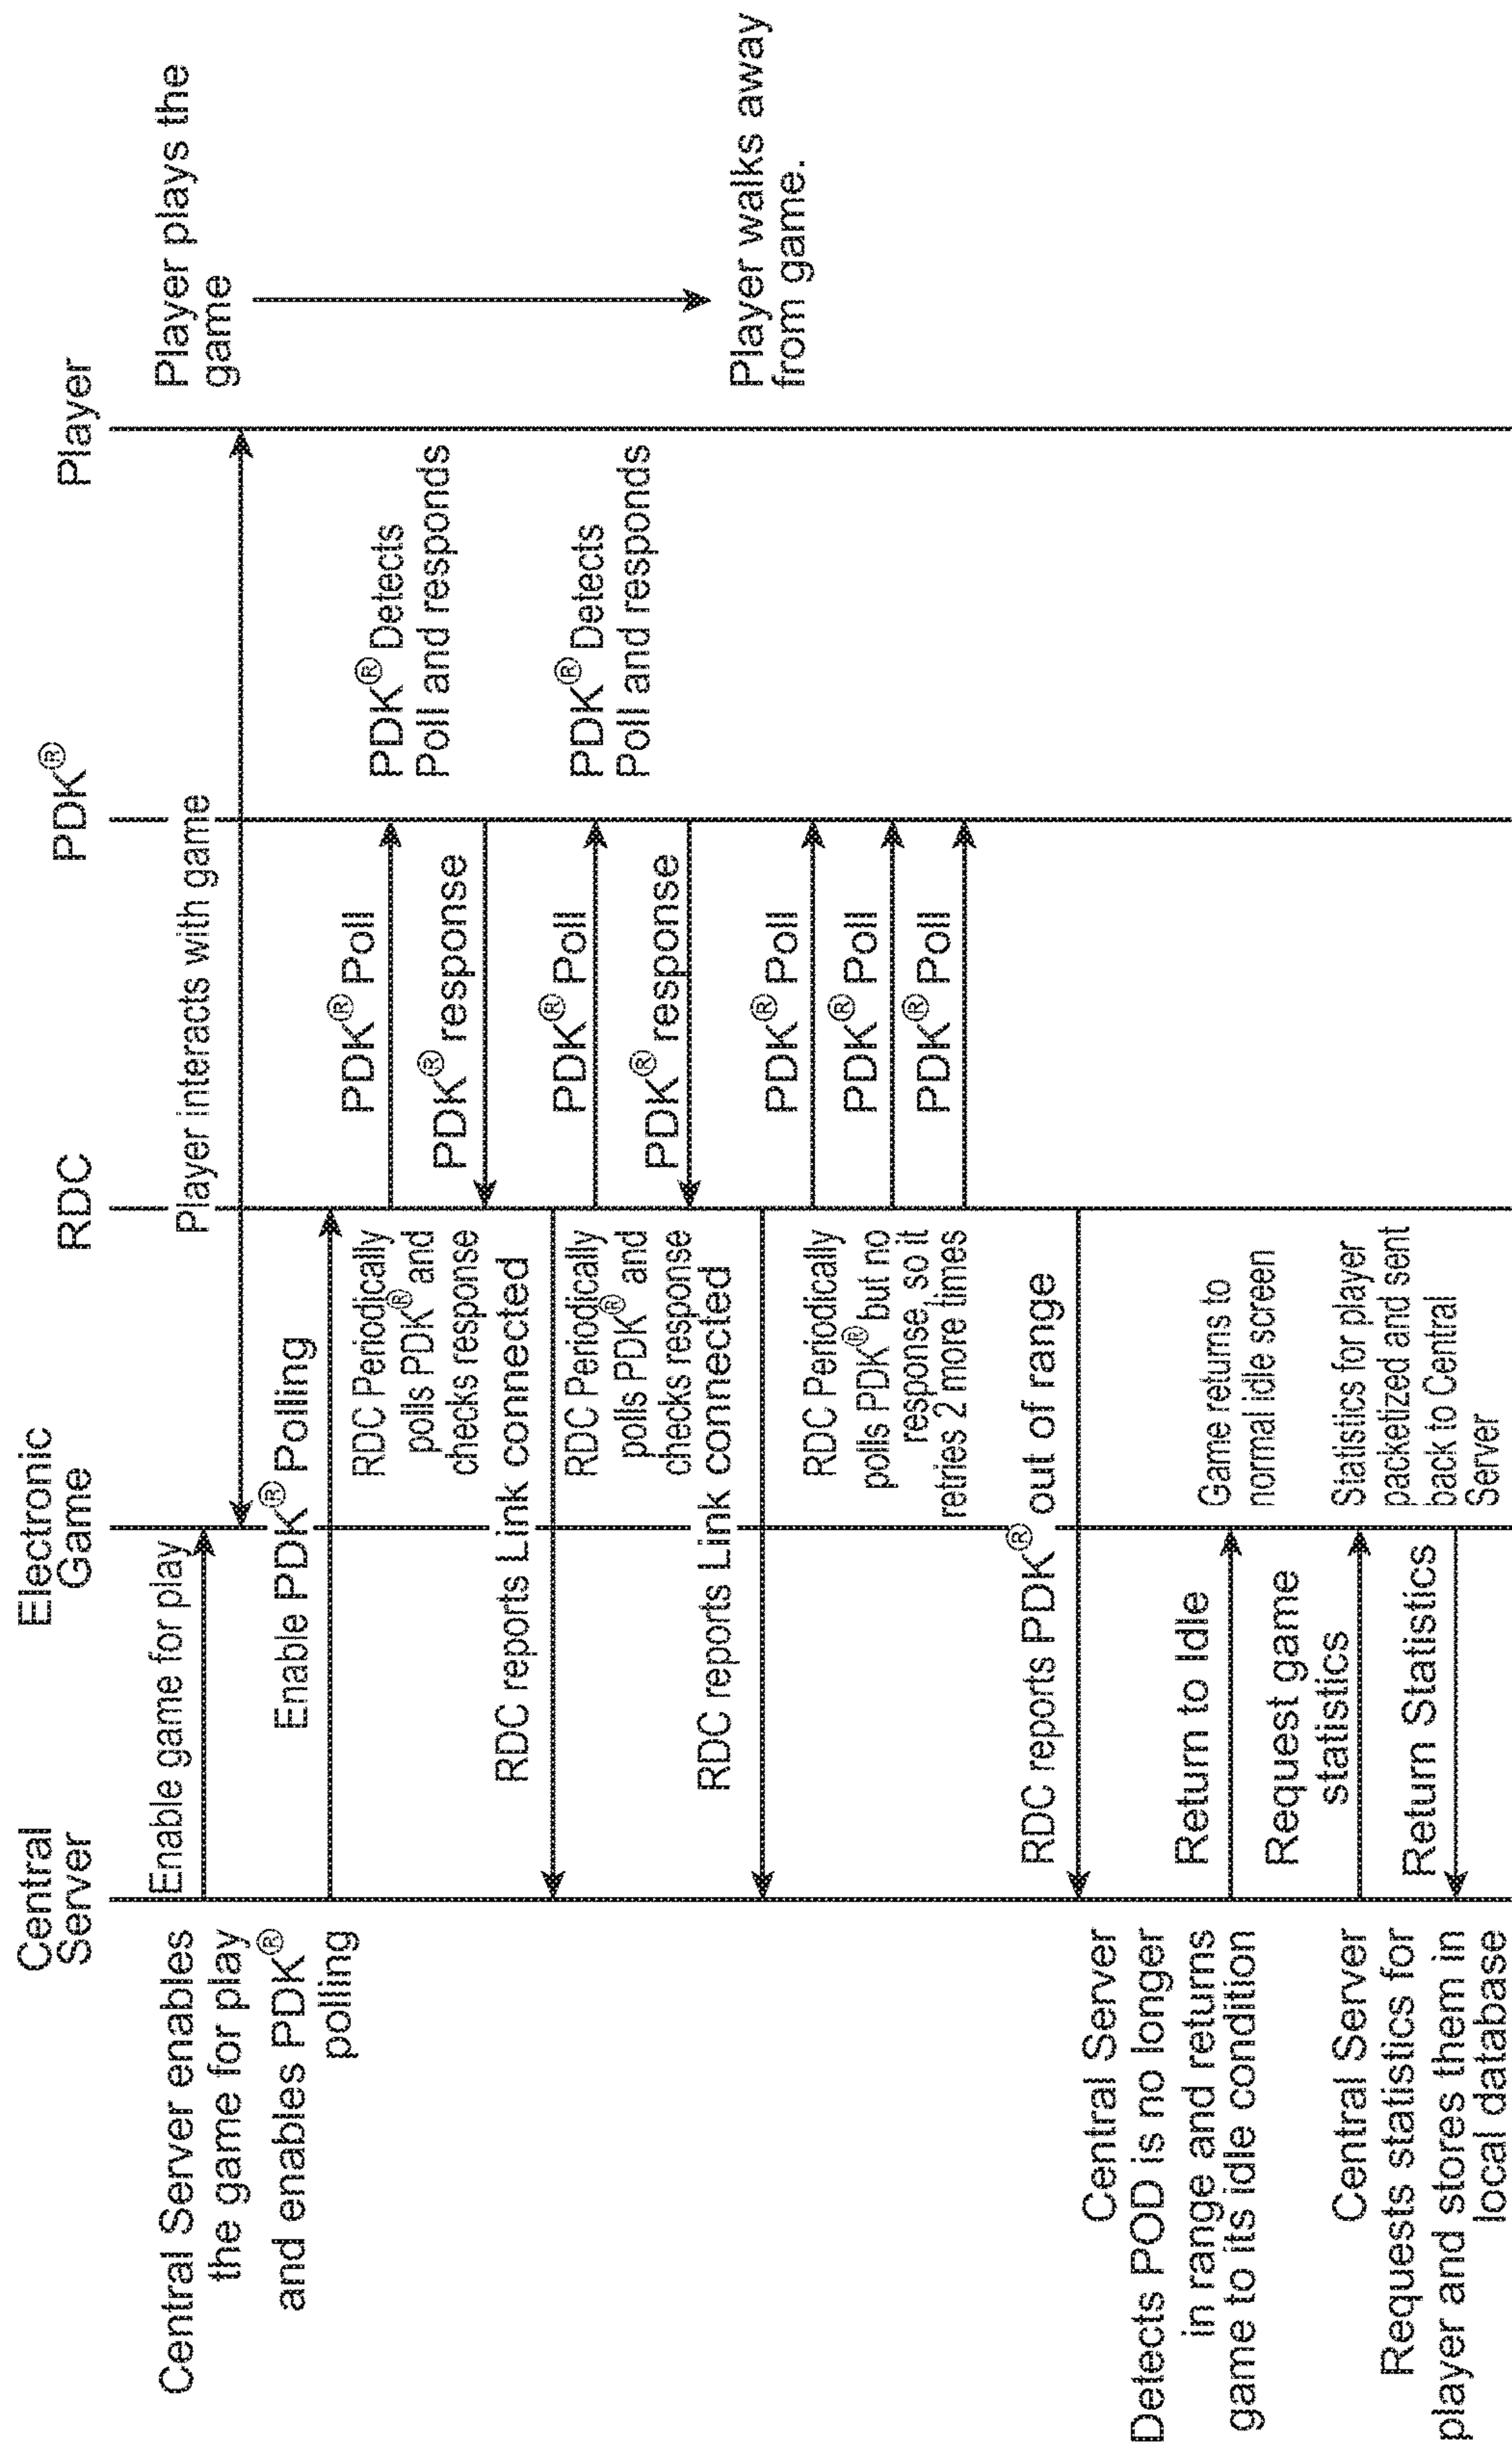 Central
Server
Electronic
Game
RDC
PDK®
Player
Central Server enables
the game for play
and enables PDK®
polling
Enable game for play
Player interacts with game
Player plays the
game
Enable PDK® Polling
RDC Periodically
polls PDK® and
checks response
PDK® Poll
PDK® Detects
Poll and responds
PDK® response
RDC reports Link connected
RDC Periodically
polls PDK® and
checks response
PDK® Poll
PDK® Detects
Poll and responds
PDK® response
RDC reports Link connected
Player walks away
from game.
RDC Periodically
polls PDK® but no
response, so it
retries 2 more times
PDK® Poll
PDK® Poll
PDK® Poll
RDC reports PDK® out of range
Central Server
Detects POD is no longer
in range and returns
game to its idle condition
Return to Idle
Game returns to
normal idle screen
Central Server
Requests statistics for
player and stores them in
local database
Request game
statistics
Return Statistics
Statistics for player
packetized and sent
back to Central
Server